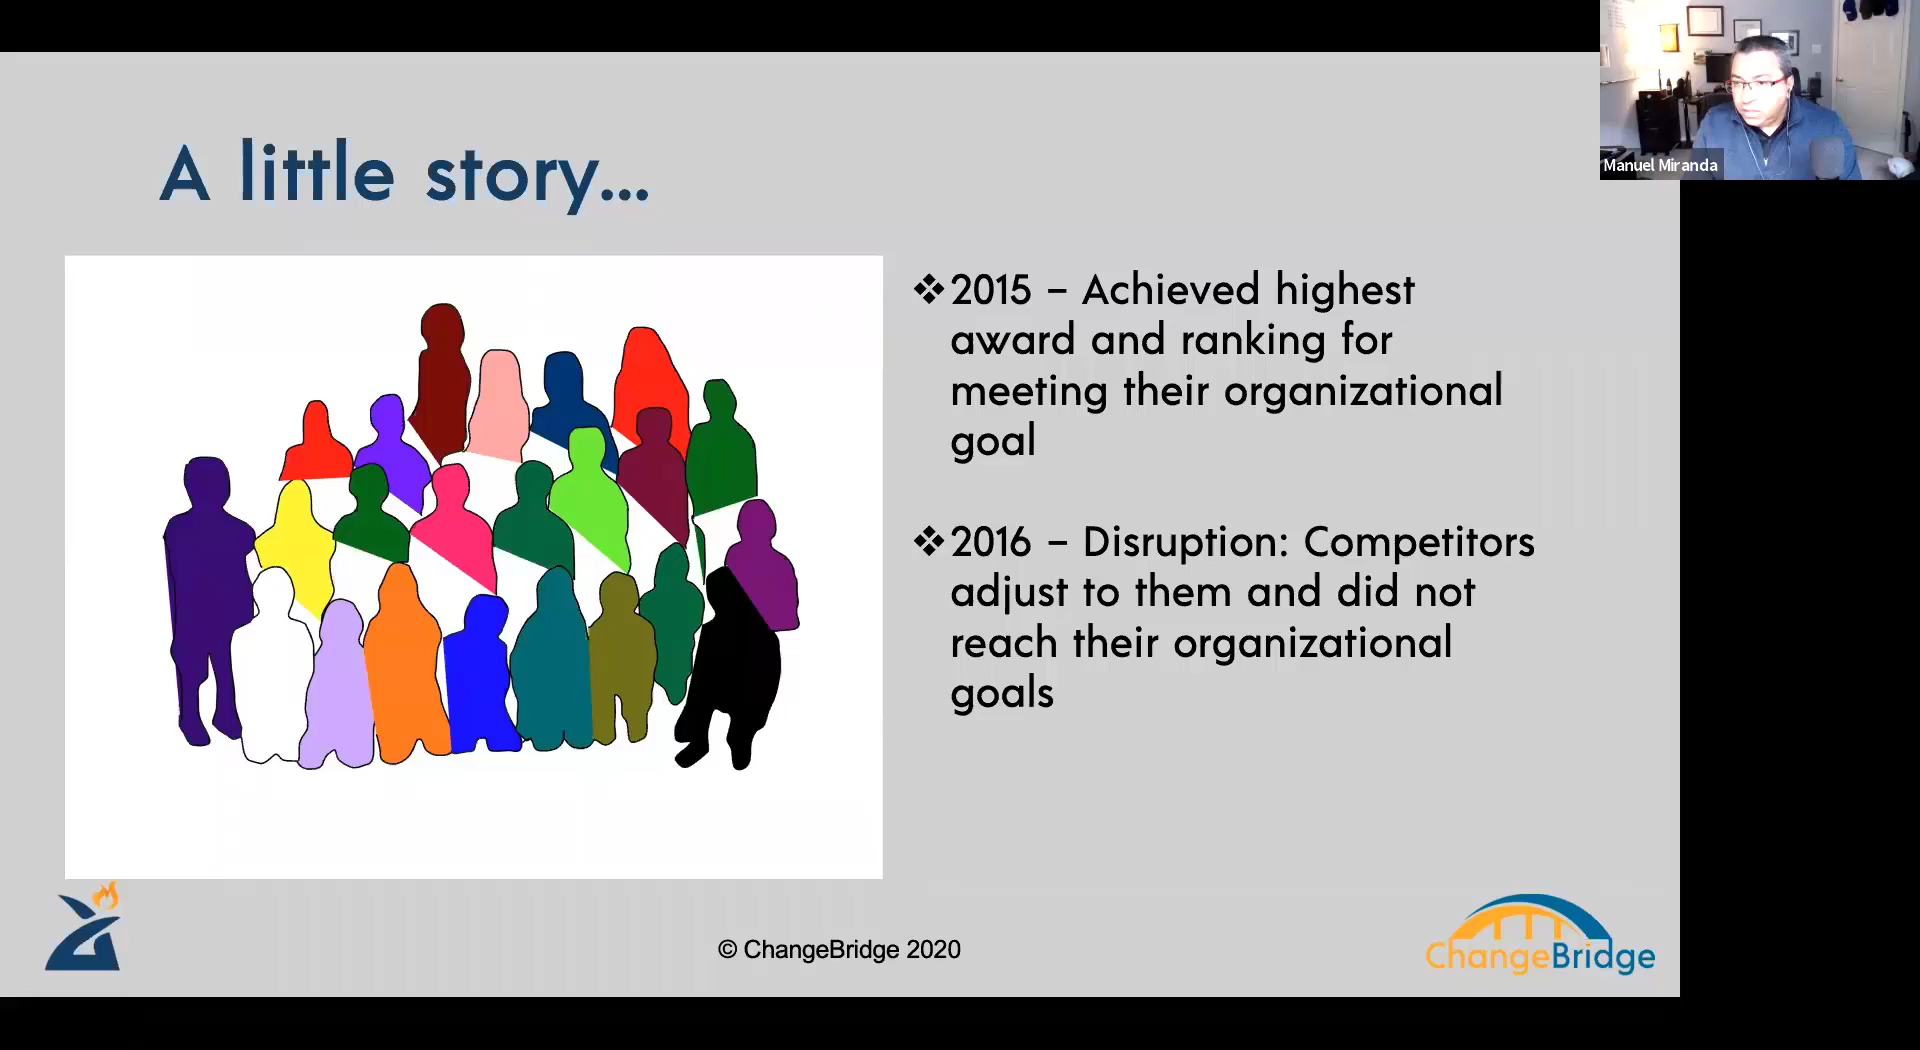 Manuel Miranda
A little story...
❖2015 – Achieved highest
award and ranking for
meeting their organizational
goal
❖2016 – Disruption: Competitors
adjust to them and did not
reach their organizational
goals
© ChangeBridge 2020
ChangeBridge